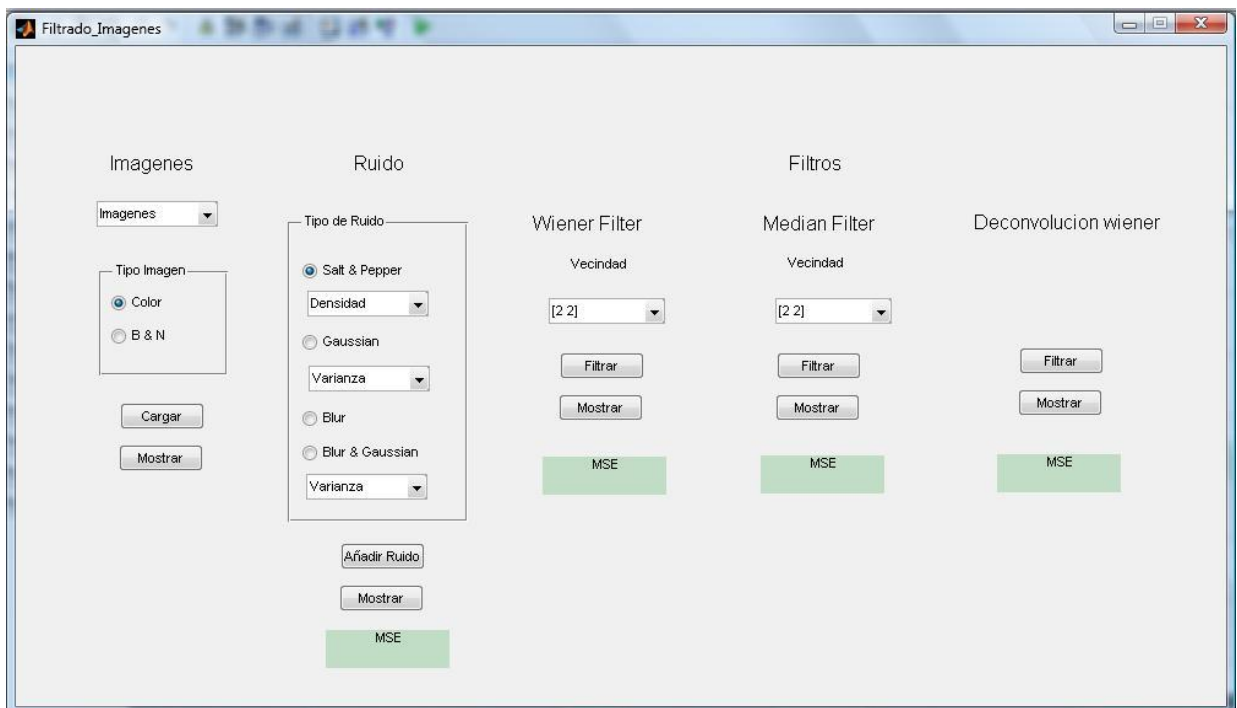 Filtrado_Imagenes
Imagenes
Ruido
Filtros
Imagenes
Tipo Imagen
Color
B & N
Cargar
Mostrar
Tipo de Ruido
Salt & Pepper
Densidad
Gaussian
Varianza
Blur
Blur & Gaussian
Varianza
Añadir Ruido
Mostrar
MSE
Wiener Filter
Vecindad
[2 2]
Filtrar
Mostrar
MSE
Median Filter
Vecindad
[2 2]
Filtrar
Mostrar
MSE
Deconvolucion wiener
Filtrar
Mostrar
MSE